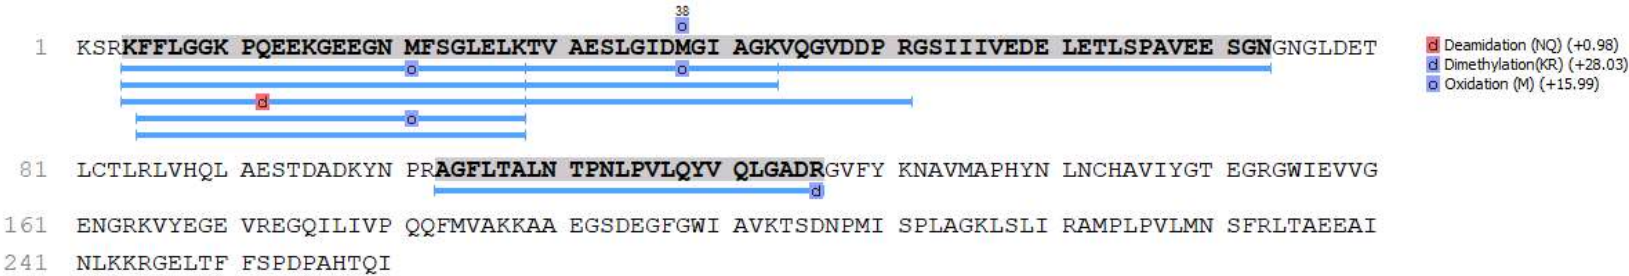 38
o
1 KSRKFFLGGK PQEEKGEEGN MFSGLELKTV AESLGIDMGI AGKVQGVDDP RGSIIIVEDE LETLSPAVEE SGNGNGLDET
o o
d
o
81 LCTLRLVHQL AESTDADKYN PRAGFLTALN TPNLPVLQYV QLGADRGVFY KNAVMAPHYN LNCHAVIYGT EGRGWIEVVG
d
161 ENGRKVYEGE VREGQILIVP QQFMVAKKAA EGSDEGFGWI AVKTSDNPMI SPLAGKLSLI RAMPLPVLMN SFRLTAEEAI
241 NLKKRGELTF FSPDPAHTQI
d Deamidation (NQ) (+0.98)
d Dimethylation(KR) (+28.03)
o Oxidation (M) (+15.99)